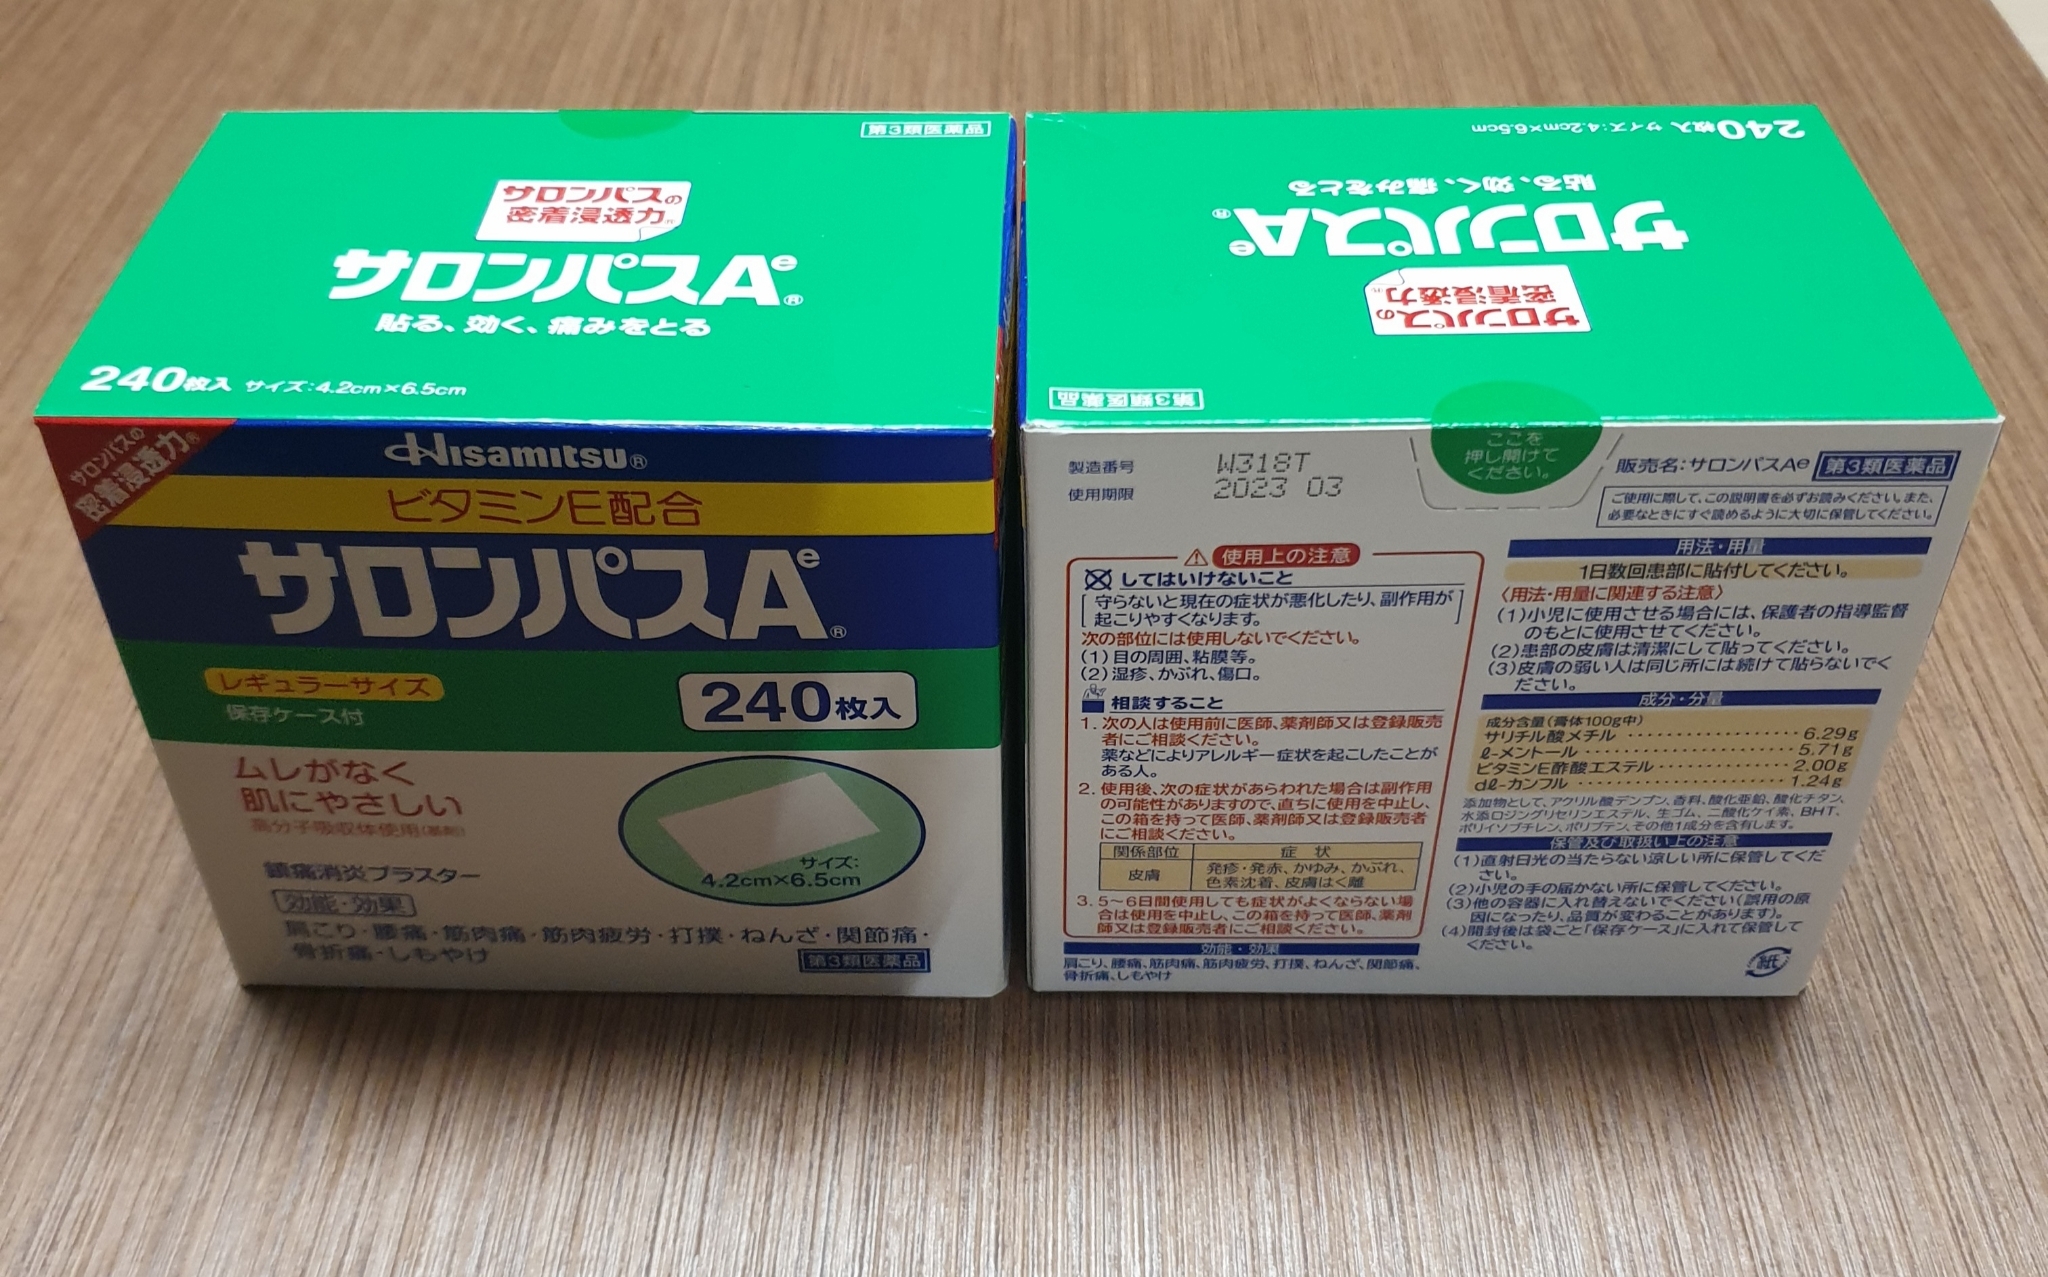 第3類医薬品
サロンパスの
密着浸透力®
サロンパスAe®
貼る、効く、痛みをとる
240枚入 サイズ:4.2cm×6.5cm
サロンパスの
密着浸透力®
Hisamitsu®
ビタミンE配合
サロンパスAe®
レギュラーサイズ
保存ケース付
240枚入
ムレがなく
肌にやさしい
高分子吸収体使用(基剤)
サイズ:
4.2cm×6.5cm
鎮痛消炎プラスター
効能・効果
肩こり・腰痛・筋肉痛・筋肉疲労・打撲・ねんざ・関節痛・
骨折痛・しもやけ
第3類医薬品
第3類医薬品
サロンパスの
密着浸透力®
サロンパスAe®
貼る、効く、痛みをとる
240枚入 サイズ:4.2cm×6.5cm
製造番号 W318T
使用期限 2023 03
ここを
押し開けて
ください。
販売名:サロンパスAe 第3類医薬品
ご使用に際して、この説明書を必ずお読みください。また、
必要なときにすぐ読めるように大切に保管してください。
使用上の注意
してはいけないこと
守らないと現在の症状が悪化したり、副作用が
起こりやすくなります。
次の部位には使用しないでください。
(1)目の周囲、粘膜等。
(2)湿疹、かぶれ、傷口。
相談すること
1. 次の人は使用前に医師、薬剤師又は登録販売
者にご相談ください。
薬などによりアレルギー症状を起こしたことが
ある人。
2. 使用後、次の症状があらわれた場合は副作用
の可能性がありますので、直ちに使用を中止し、
この箱を持って医師、薬剤師又は登録販売者
にご相談ください。
関係部位 症 状
皮膚 発疹・発赤、かゆみ、かぶれ、
色素沈着、皮膚はく離
3. 5~6日間使用しても症状がよくならない場
合は使用を中止し、この箱を持って医師、薬剤
師又は登録販売者にご相談ください。
効能・効果
肩こり、腰痛、筋肉痛、筋肉疲労、打撲、ねんざ、関節痛、
骨折痛、しもやけ
用法・用量
1日数回患部に貼付してください。
〈用法・用量に関連する注意〉
(1)小児に使用させる場合には、保護者の指導監督
のもとに使用させてください。
(2)患部の皮膚は清潔にして貼ってください。
(3)皮膚の弱い人は同じ所には続けて貼らないでく
ださい。
成分・分量
成分含量(膏体100g中)
サリチル酸メチル ‥‥‥‥‥‥ 6.29g
ℓ-メントール ‥‥‥‥‥‥ 5.71g
ビタミンE酢酸エステル ‥‥‥‥‥‥ 2.00g
dℓ-カンフル ‥‥‥‥‥‥ 1.24g
添加物として、アクリル酸デンプン、香料、酸化亜鉛、酸化チタン、
水添ロジングリセリンエステル、生ゴム、二酸化ケイ素、BHT、
ポリイソブチレン、ポリブテン、その他1成分を含有します。
保管及び取扱い上の注意
(1)直射日光の当たらない涼しい所に保管してくだ
さい。
(2)小児の手の届かない所に保管してください。
(3)他の容器に入れ替えないでください(誤用の原
因になったり、品質が変わることがあります)。
(4)開封後は袋ごと「保存ケース」に入れて保管して
ください。
紙